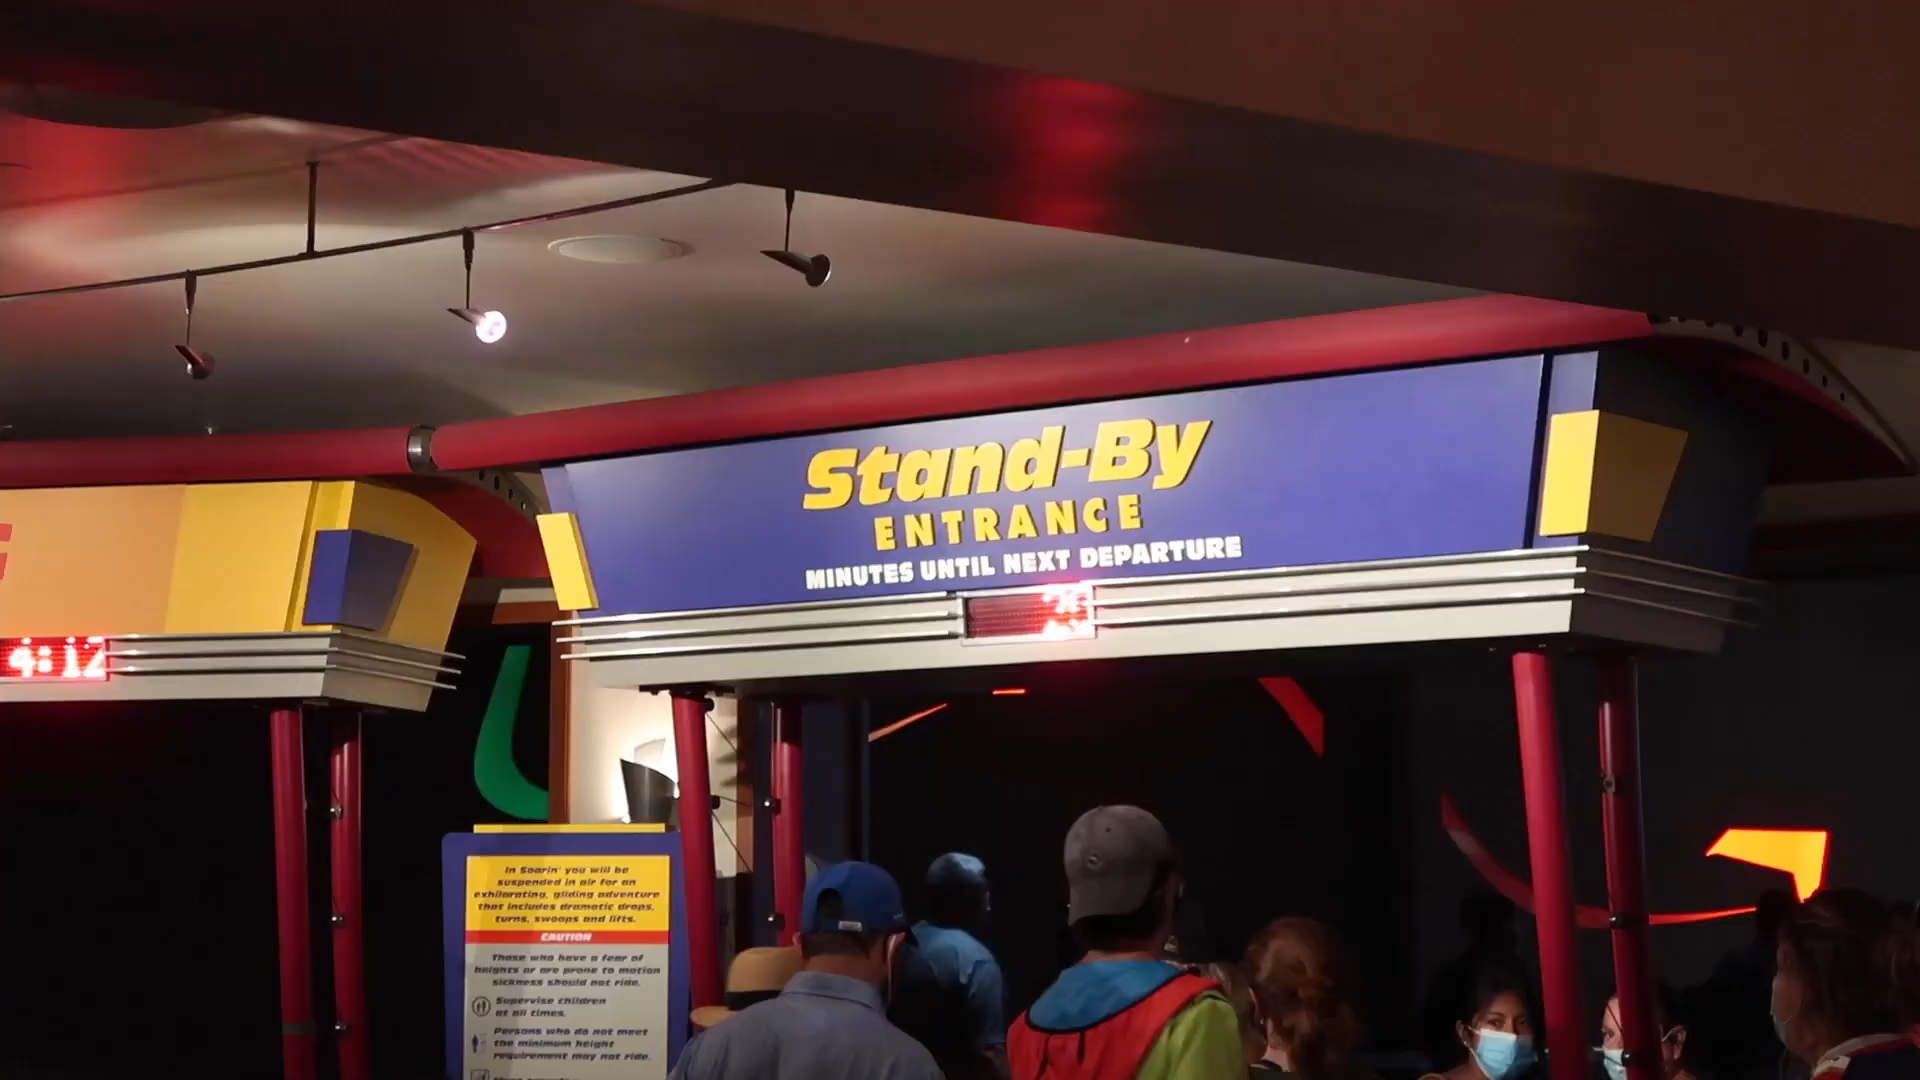 Stand-By
ENTRANCE
MINUTES UNTIL NEXT DEPARTURE
4:12
In Soarin' you will be
suspended in air for an
exhilarating, gliding adventure
that includes dramatic drops,
turns, swoops and lifts.
CAUTION
Those who have a fear of
heights or are prone to motion
sickness should not ride.
Supervise children
at all times.
Persons who do not meet
the minimum height
requirement may not ride.